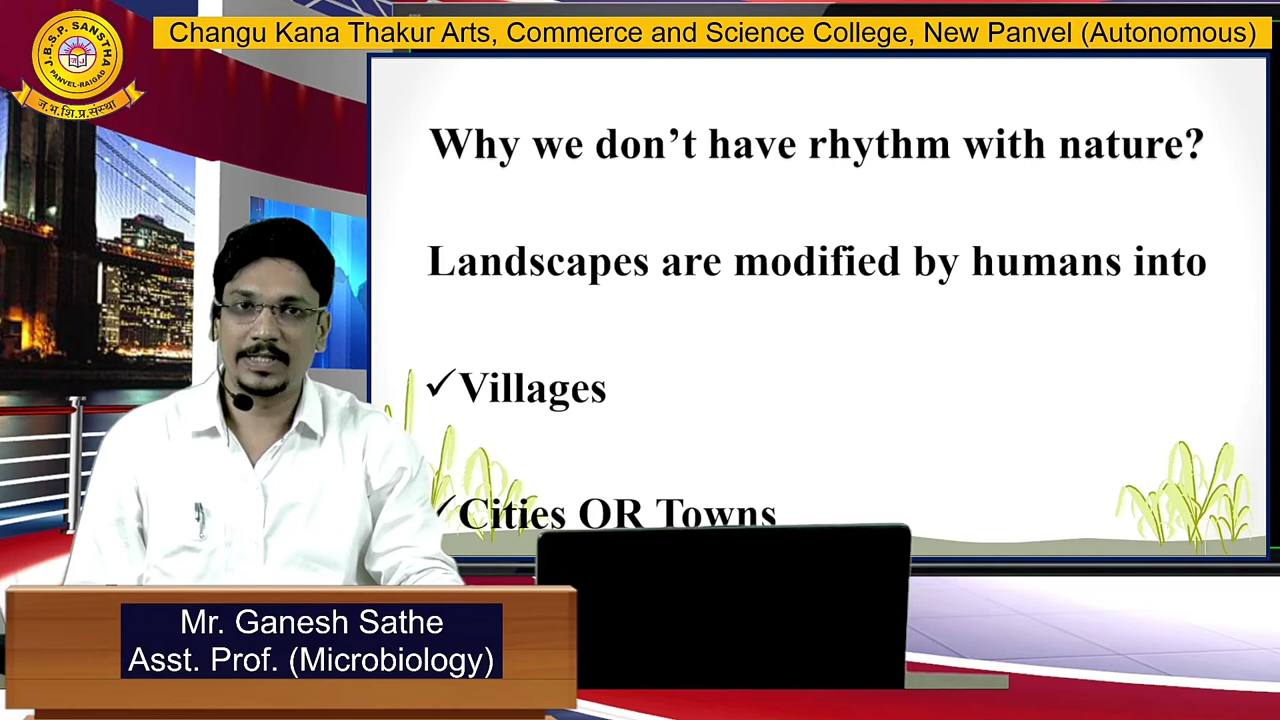 Changu Kana Thakur Arts, Commerce and Science College, New Panvel (Autonomous)
J.B.S.P. SANSTHA
PANVEL-RAIGAD
ज.भ.शि.प्र.संस्था
Why we don’t have rhythm with nature?
Landscapes are modified by humans into
✓Villages
✓Cities OR Towns
Mr. Ganesh Sathe
Asst. Prof. (Microbiology)